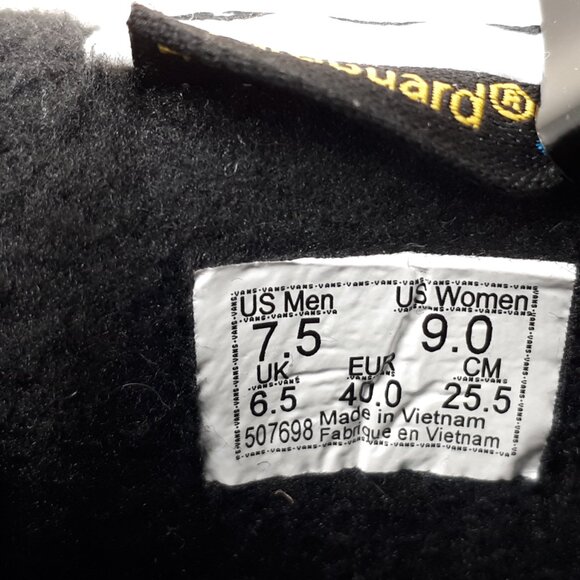 Guard®
US Men US Women
7.5 9.0
UK EUR CM
6.5 40.0 25.5
Made in Vietnam
507698 Fabrique en Vietnam